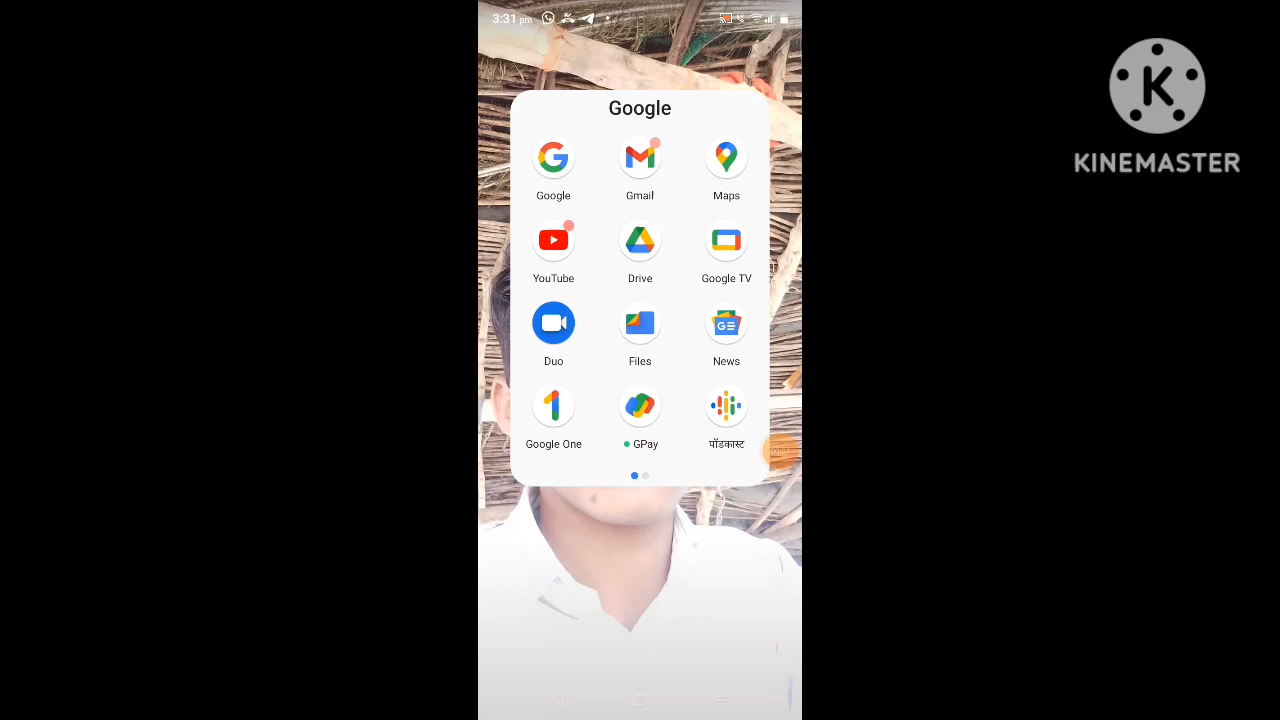 3:31 pm
KINEMASTER
Google
Google Gmail Maps
YouTube Drive Google TV
Duo Files News
Google One GPay पॉडकास्ट